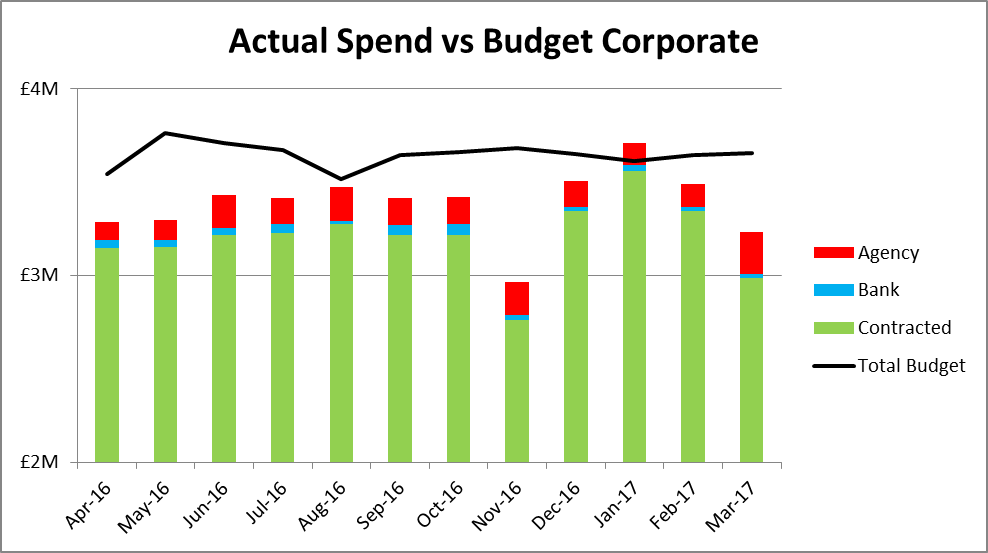 Actual Spend vs Budget Corporate
£4M
£3M
£2M
Apr-16
May-16
Jun-16
Jul-16
Aug-16
Sep-16
Oct-16
Nov-16
Dec-16
Jan-17
Feb-17
Mar-17
Agency
Bank
Contracted
Total Budget